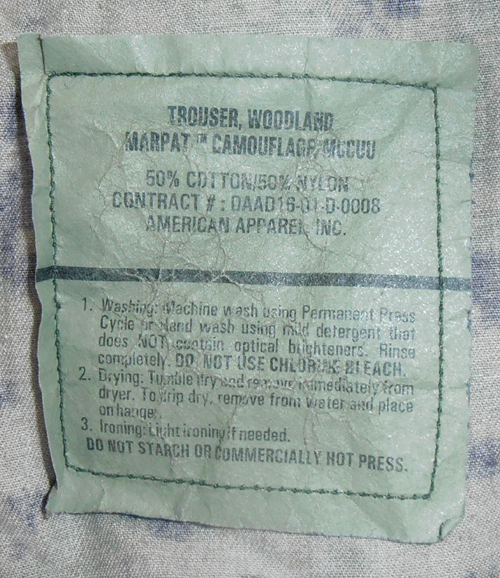 TROUSER, WOODLAND
MARPAT™ CAMOUFLAGE/MCCUU
50% COTTON/50% NYLON
CONTRACT # : DAAD16-01-D-0008
AMERICAN APPAREL INC.
1. Washing: Machine wash using Permanent Press
Cycle or Hand wash using mild detergent that
does NOT contain optical brighteners. Rinse
completely. DO NOT USE CHLORINE BLEACH.
2. Drying: Tumble dry and remove immediately from
dryer. To drip dry, remove from water and place
on hanger.
3. Ironing: Light ironing if needed.
DO NOT STARCH OR COMMERCIALLY HOT PRESS.